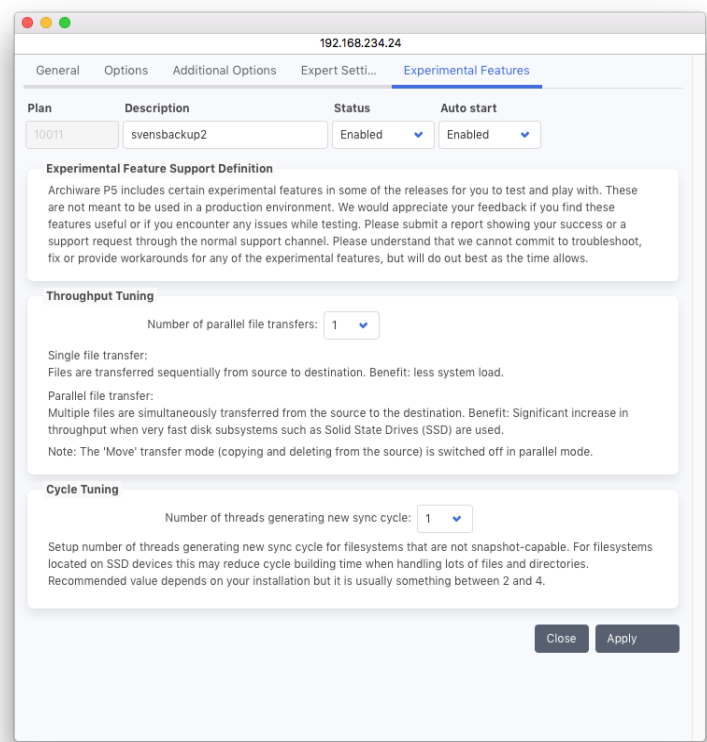 192.168.234.24
General Options Additional Options Expert Setti... Experimental Features
Plan Description Status Auto start
10011 svensbackup2 Enabled Enabled
Experimental Feature Support Definition
Archiware P5 includes certain experimental features in some of the releases for you to test and play with. These
are not meant to be used in a production environment. We would appreciate your feedback if you find these
features useful or if you encounter any issues while testing. Please submit a report showing your success or a
support request through the normal support channel. Please understand that we cannot commit to troubleshoot,
fix or provide workarounds for any of the experimental features, but will do out best as the time allows.
Throughput Tuning
Number of parallel file transfers: 1
Single file transfer:
Files are transferred sequentially from source to destination. Benefit: less system load.
Parallel file transfer:
Multiple files are simultaneously transferred from the source to the destination. Benefit: Significant increase in
throughput when very fast disk subsystems such as Solid State Drives (SSD) are used.
Note: The 'Move' transfer mode (copying and deleting from the source) is switched off in parallel mode.
Cycle Tuning
Number of threads generating new sync cycle: 1
Setup number of threads generating new sync cycle for filesystems that are not snapshot-capable. For filesystems
located on SSD devices this may reduce cycle building time when handling lots of files and directories.
Recommended value depends on your installation but it is usually something between 2 and 4.
Close Apply